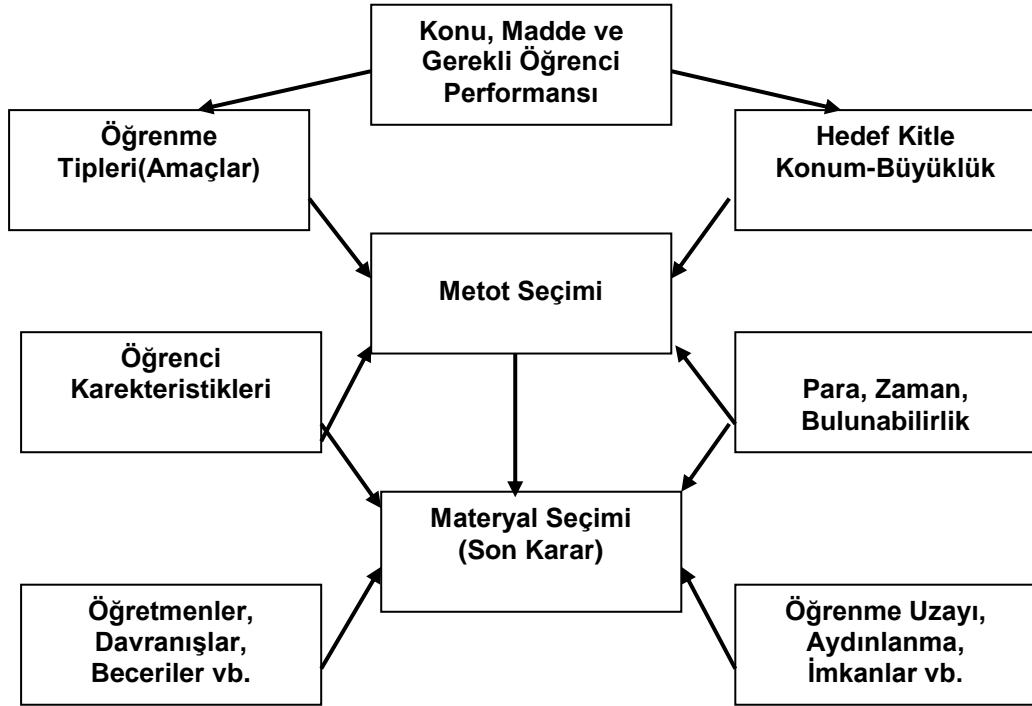 Konu, Madde ve
Gerekli Öğrenci
Performansı
Öğrenme
Tipleri(Amaçlar)
Hedef Kitle
Konum-Büyüklük
Metot Seçimi
Öğrenci
Karekteristikleri
Para, Zaman,
Bulunabilirlik
Materyal Seçimi
(Son Karar)
Öğretmenler,
Davranışlar,
Beceriler vb.
Öğrenme Uzayı,
Aydınlanma,
İmkanlar vb.